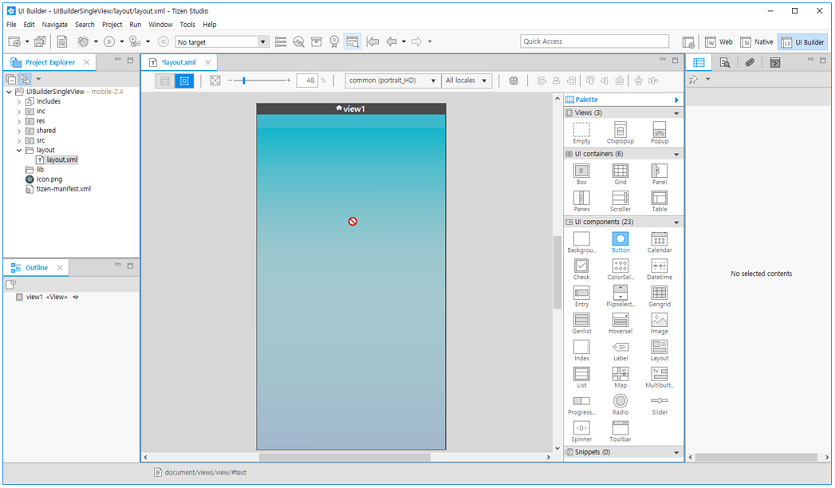 UI Builder - UIBuilderSingleView/layout/layout.xml - Tizen Studio
File Edit Navigate Search Project Run Window Tools Help
No target
Quick Access
Web
Native
UI Builder
Project Explorer
*layout.xml
48 %
common (portrait_HD)
All locales
UIBuilderSingleView - mobile-2.4
Includes
inc
res
shared
src
layout
layout.xml
lib
icon.png
tizen-manifest.xml
Outline
view1 <View>
view1
Palette
Views (3)
Empty Ctxpopup Popup
UI containers (6)
Box Grid Panel
Panes Scroller Table
UI components (23)
Backgrou... Button Calendar
Check ColorSel... Datetime
Entry Flipselect... Gengrid
Genlist Hoversel Image
Index Label Layout
List Map Multibutt...
Progress... Radio Slider
Spinner Toolbar
Snippets (0)
No selected contents
document/views/view/#text